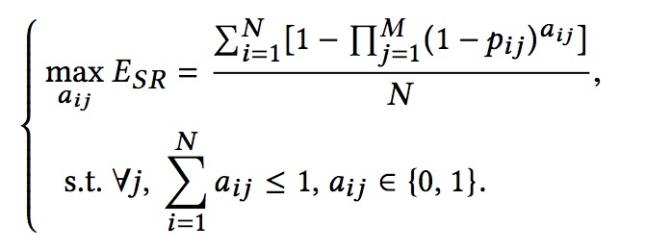 max_{a_{ij}} E_{SR} = \frac{\sum_{i=1}^{N} [1 - \prod_{j=1}^{M} (1 - p_{ij})^{a_{ij}}]}{N},
s.t. ∀j, \sum_{i=1}^{N} a_{ij} ≤ 1, a_{ij} ∈ {0, 1}.